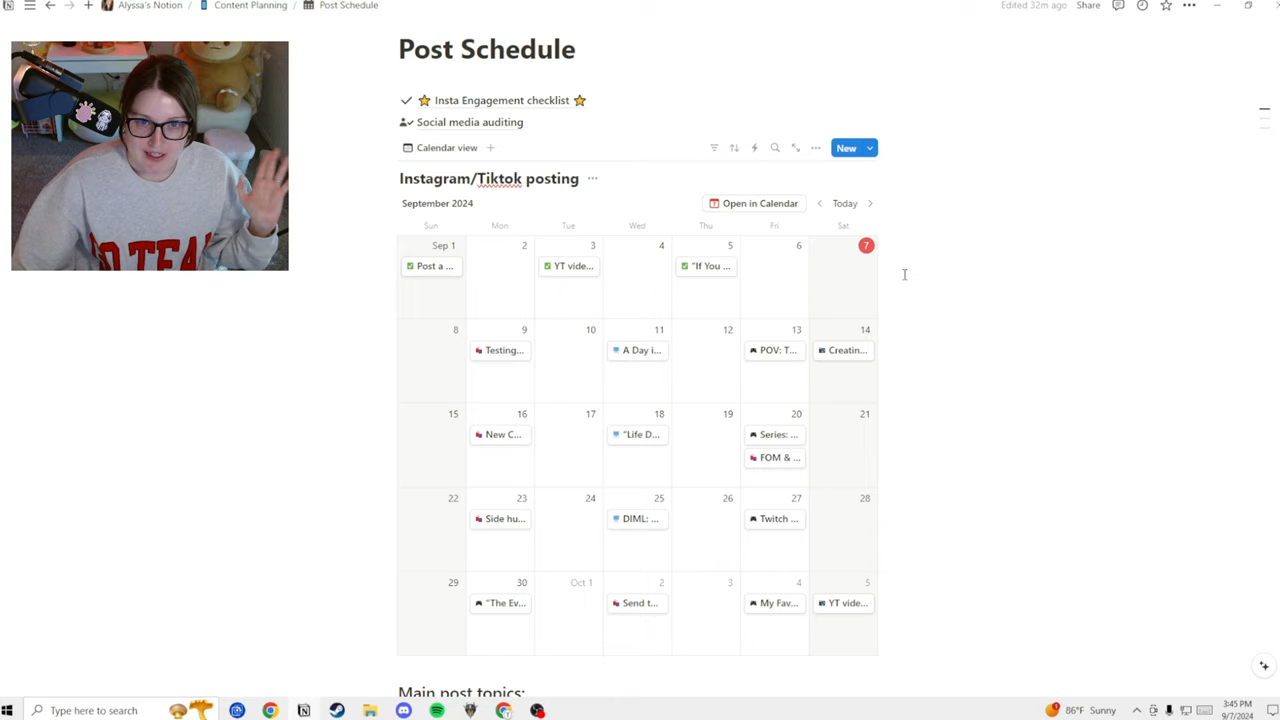 Alyssa's Notion / Content Planning / Post Schedule
Edited 32m ago Share
Post Schedule
Insta Engagement checklist
Social media auditing
Calendar view
New
Instagram/Tiktok posting
September 2024
Open in Calendar
Today
Sun Mon Tue Wed Thu Fri Sat
Sep 1 2 3 4 5 6 7
Post a ... YT vide... "If You ...
8 9 10 11 12 13 14
Testing... A Day i... POV: T... Creatin...
15 16 17 18 19 20 21
New C... "Life D... Series: ...
FOM & ...
22 23 24 25 26 27 28
Side hu... DIML: ... Twitch ...
29 30 Oct 1 2 3 4 5
"The Ev... Send t... My Fav... YT vide...
Main post topics:
Type here to search
86°F Sunny
3:45 PM
9/7/2024